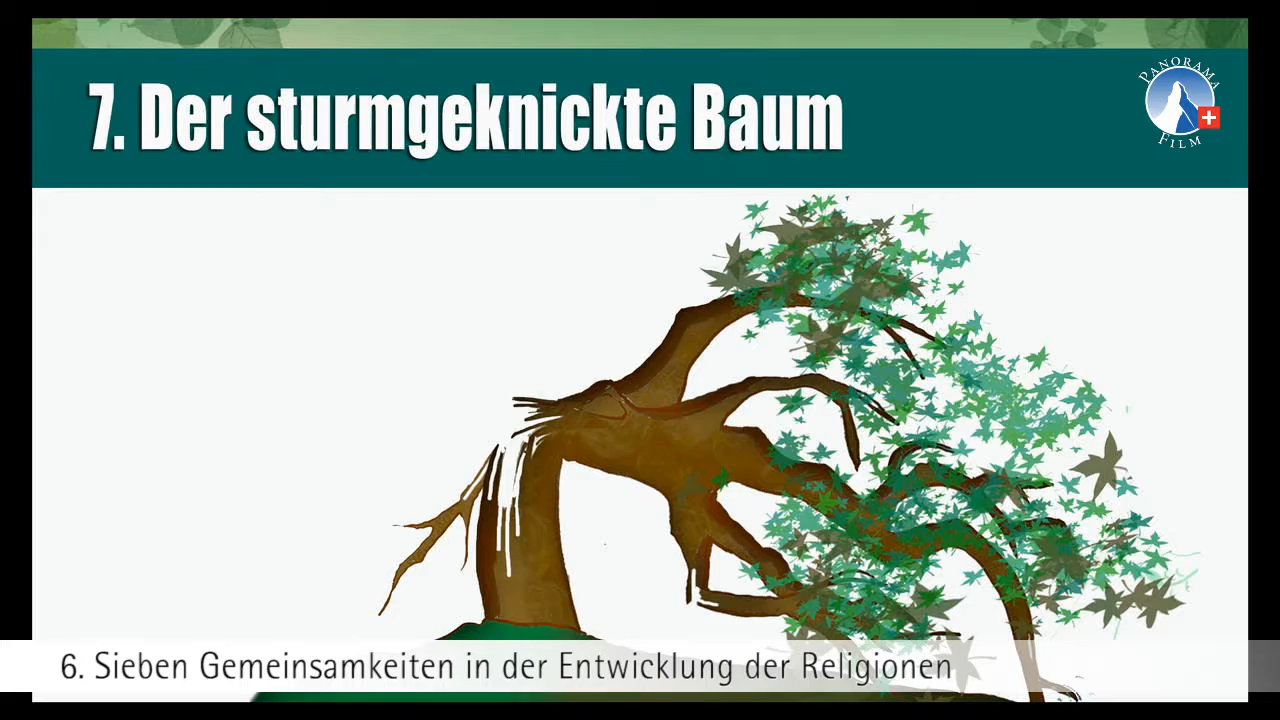 7. Der sturmgeknickte Baum
PANORAMA
FILM
6. Sieben Gemeinsamkeiten in der Entwicklung der Religionen